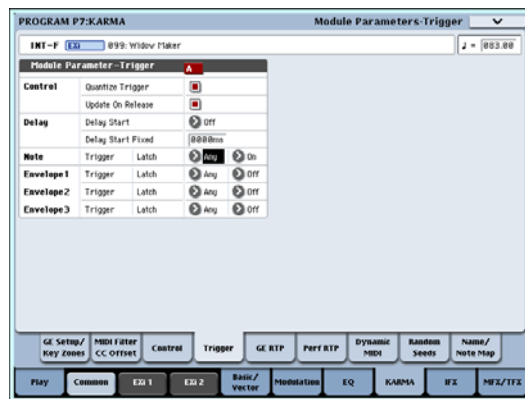 PROGRAM P7:KARMA Module Parameters-Trigger
INT-F EXi 099: Widow Maker ♩ = 083.00
Module Parameter-Trigger A
Control Quantize Trigger
Update On Release
Delay Delay Start Off
Delay Start Fixed 0000ms
Note Trigger Latch Any On
Envelope1 Trigger Latch Any Off
Envelope2 Trigger Latch Any Off
Envelope3 Trigger Latch Any Off
GE Setup/ Key Zones
MIDI Filter CC Offset
Control
Trigger
GE RTP
Perf RTP
Dynamic MIDI
Random Seeds
Name/ Note Map
Play
Common
EXi 1
EXi 2
Basic/ Vector
Modulation
EQ
KARMA
IFX
MFX/TFX